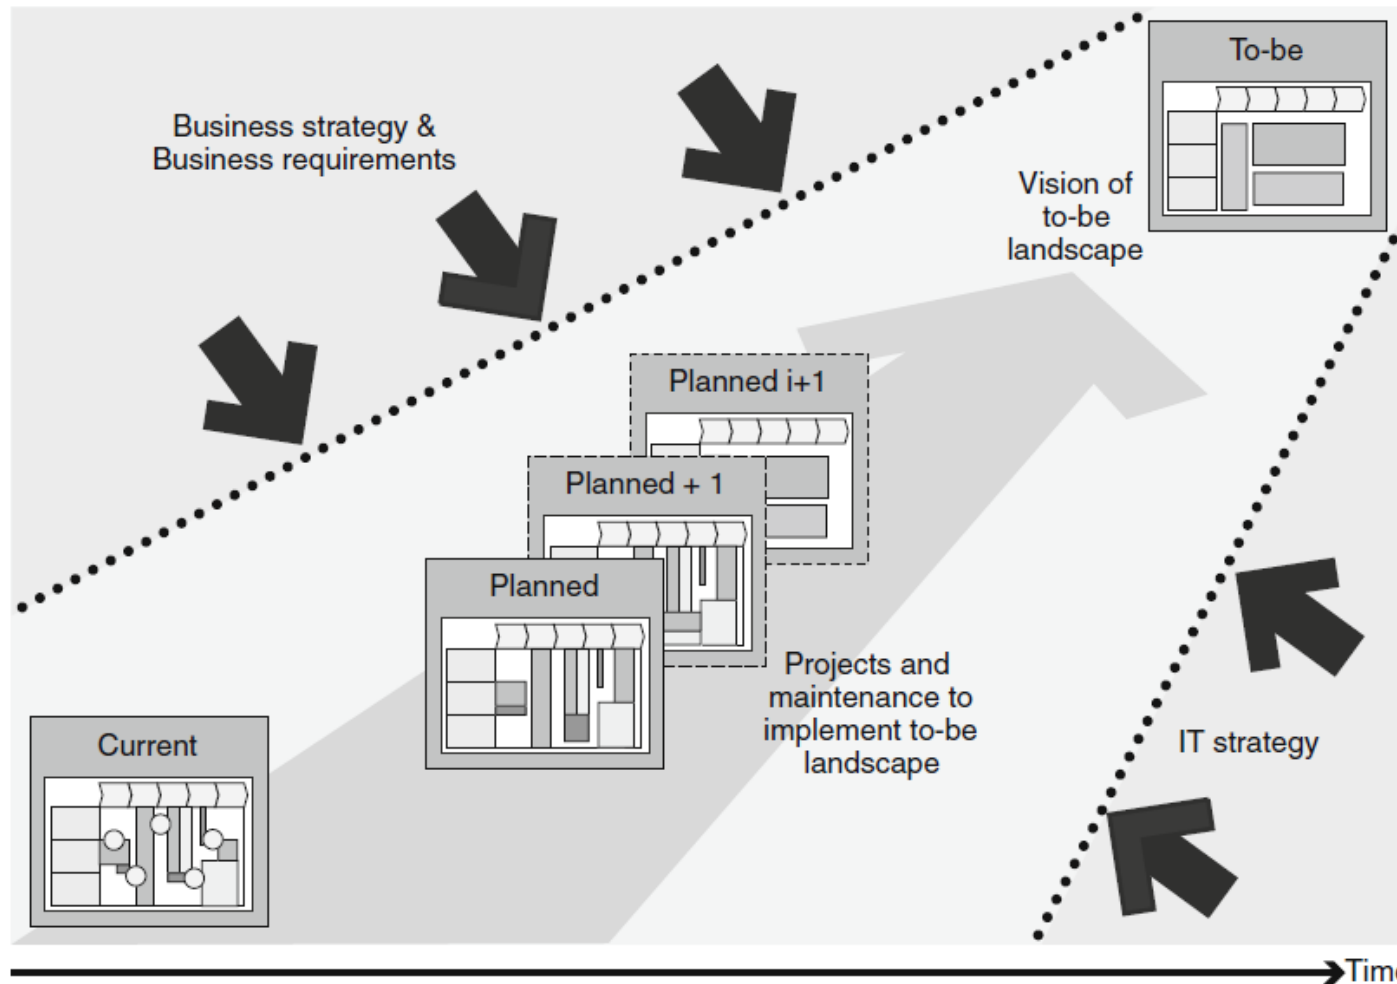 To-be
Business strategy &
Business requirements
Vision of
to-be
landscape
Planned i+1
Planned + 1
Planned
Projects and
maintenance to
implement to-be
landscape
IT strategy
Current
Time